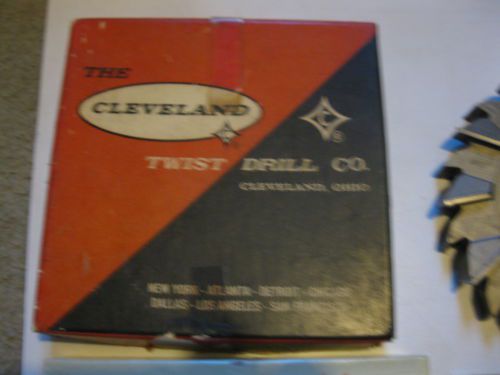 THE
CLEVELAND
C
TWIST DRILL CO.
CLEVELAND, OHIO
NEW YORK - ATLANTA - DETROIT - CHICAGO
DALLAS - LOS ANGELES - SAN FRANCISCO